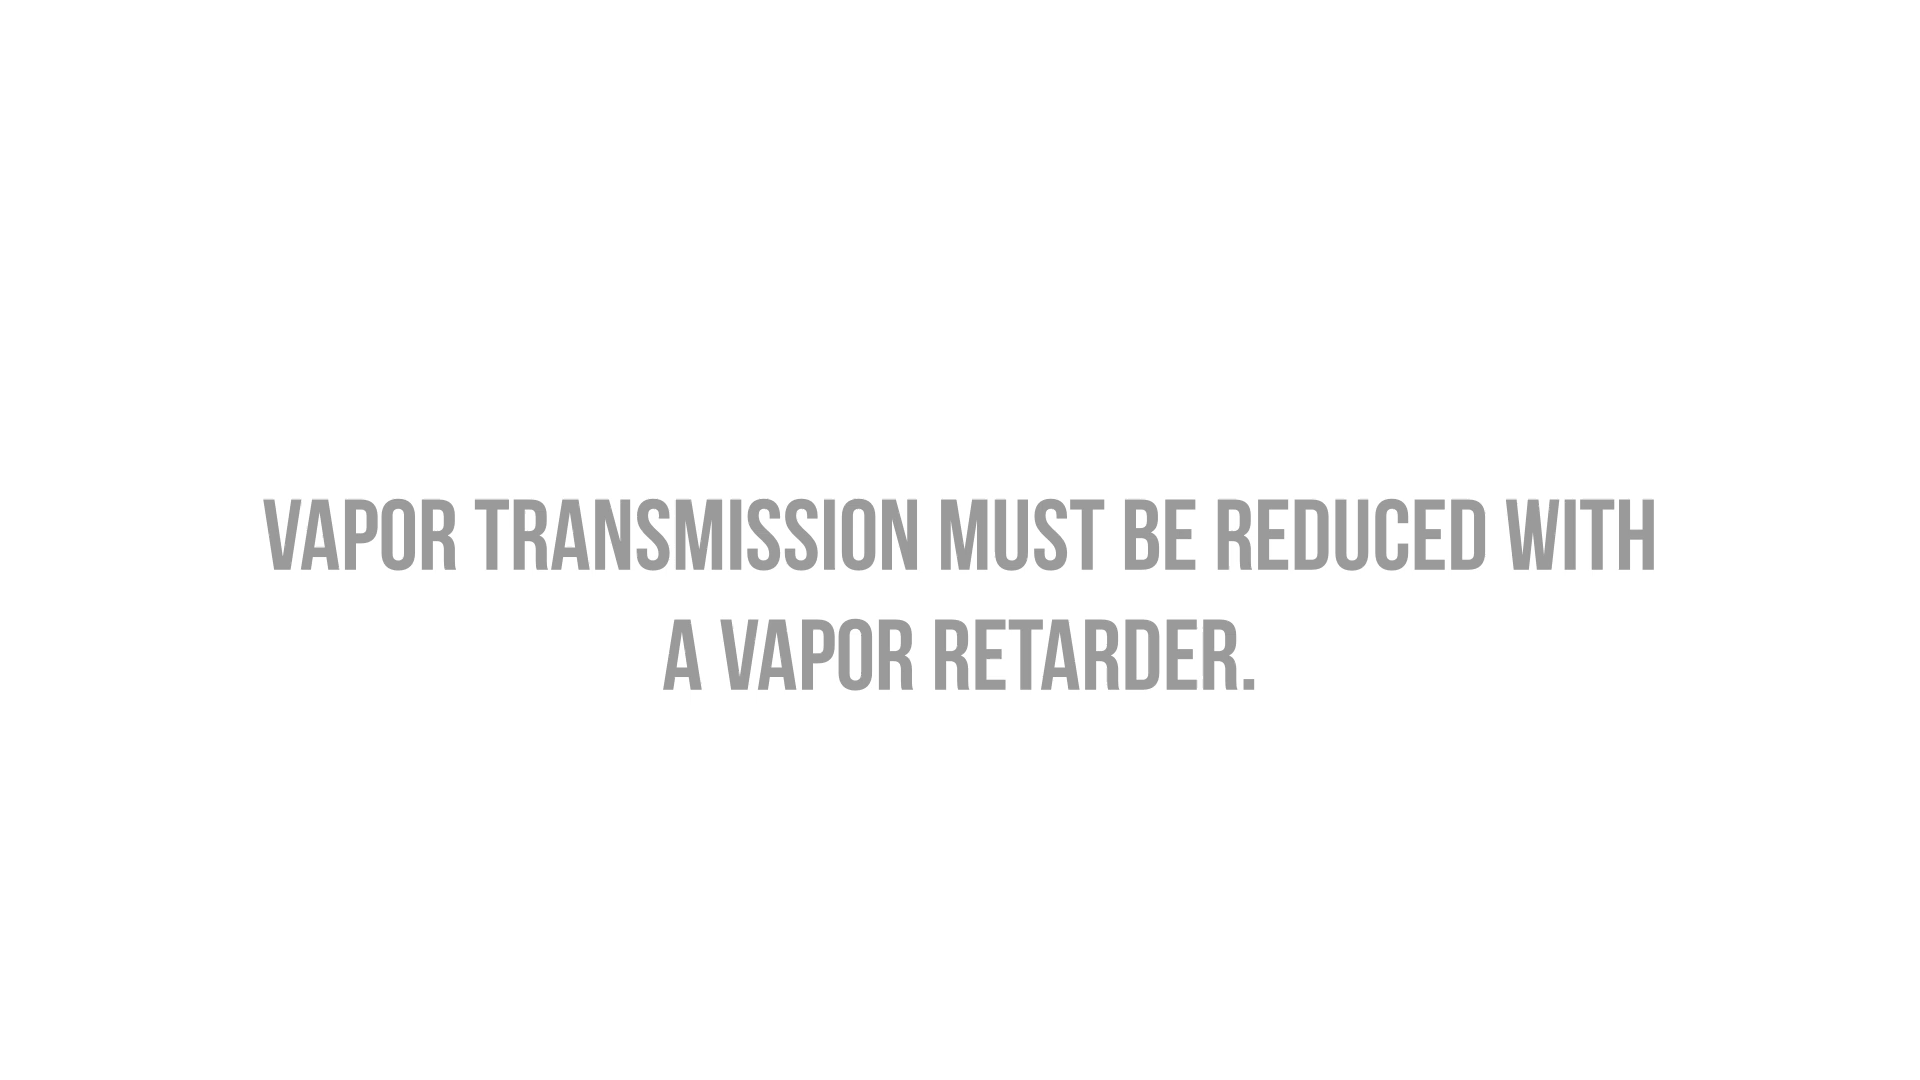 VAPOR TRANSMISSION MUST BE REDUCED WITH
A VAPOR RETARDER.